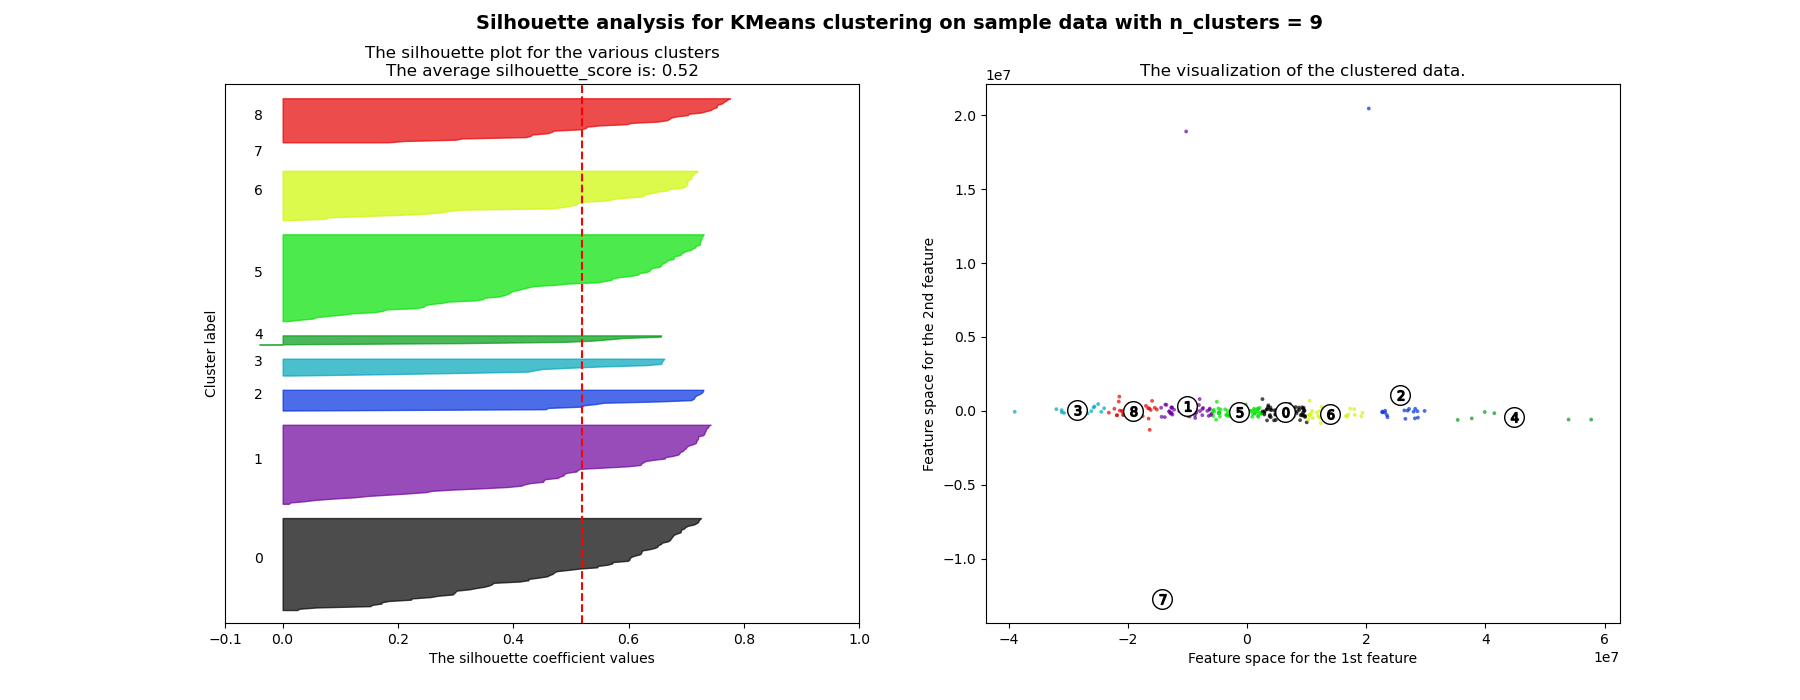 Silhouette analysis for KMeans clustering on sample data with n_clusters = 9
The silhouette plot for the various clusters
The average silhouette_score is: 0.52
Cluster label
8
7
6
5
4
3
2
1
0
−0.1 0.0 0.2 0.4 0.6 0.8 1.0
The silhouette coefficient values
The visualization of the clustered data.
1e7
Feature space for the 2nd feature
2.0
1.5
1.0
0.5
0.0
−0.5
−1.0
3 8 1 5 0 6 2 4
7
−4 −2 0 2 4 6
1e7
Feature space for the 1st feature